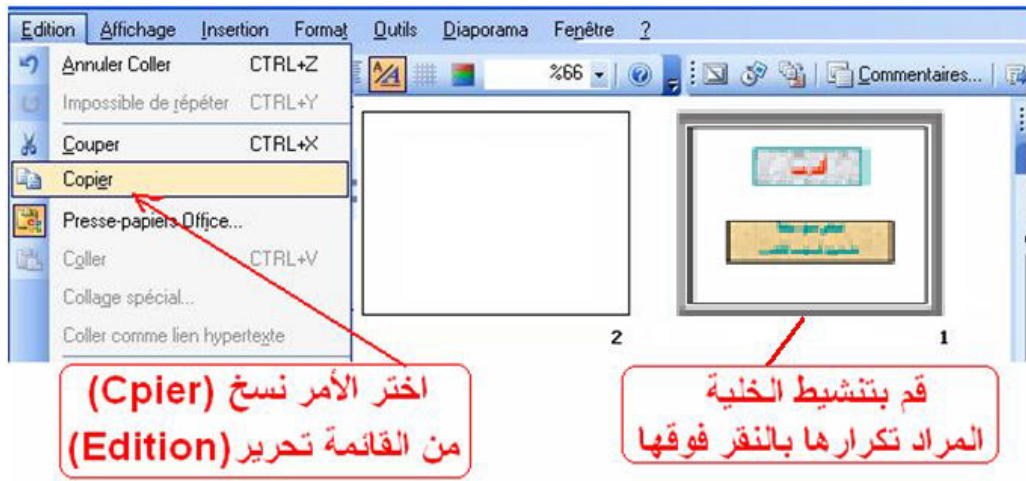 Edition Affichage Insertion Format Outils Diaporama Fenêtre ?
Annuler Coller CTRL+Z
Impossible de répéter CTRL+Y
Couper CTRL+X
Copier
Presse-papiers Office...
Coller CTRL+V
Collage spécial...
Coller comme lien hypertexte
%66
Commentaires...
2
1
اختر الأمر نسخ (Cpier)
من القائمة تحرير (Edition)
قم بتنشيط الخلية
المراد تكرارها بالنقر فوقها